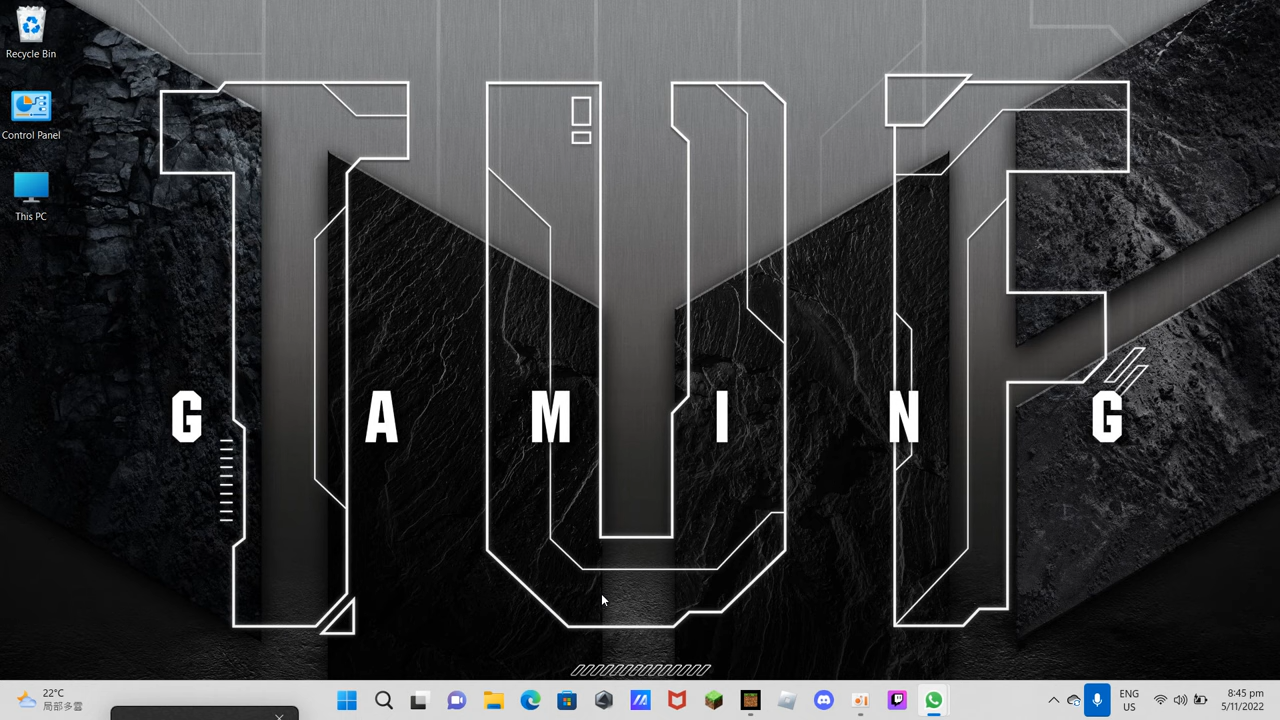 Recycle Bin
Control Panel
This PC
TUF
GAMING
22°C
局部多雲
ENG
US
8:45 pm
5/11/2022